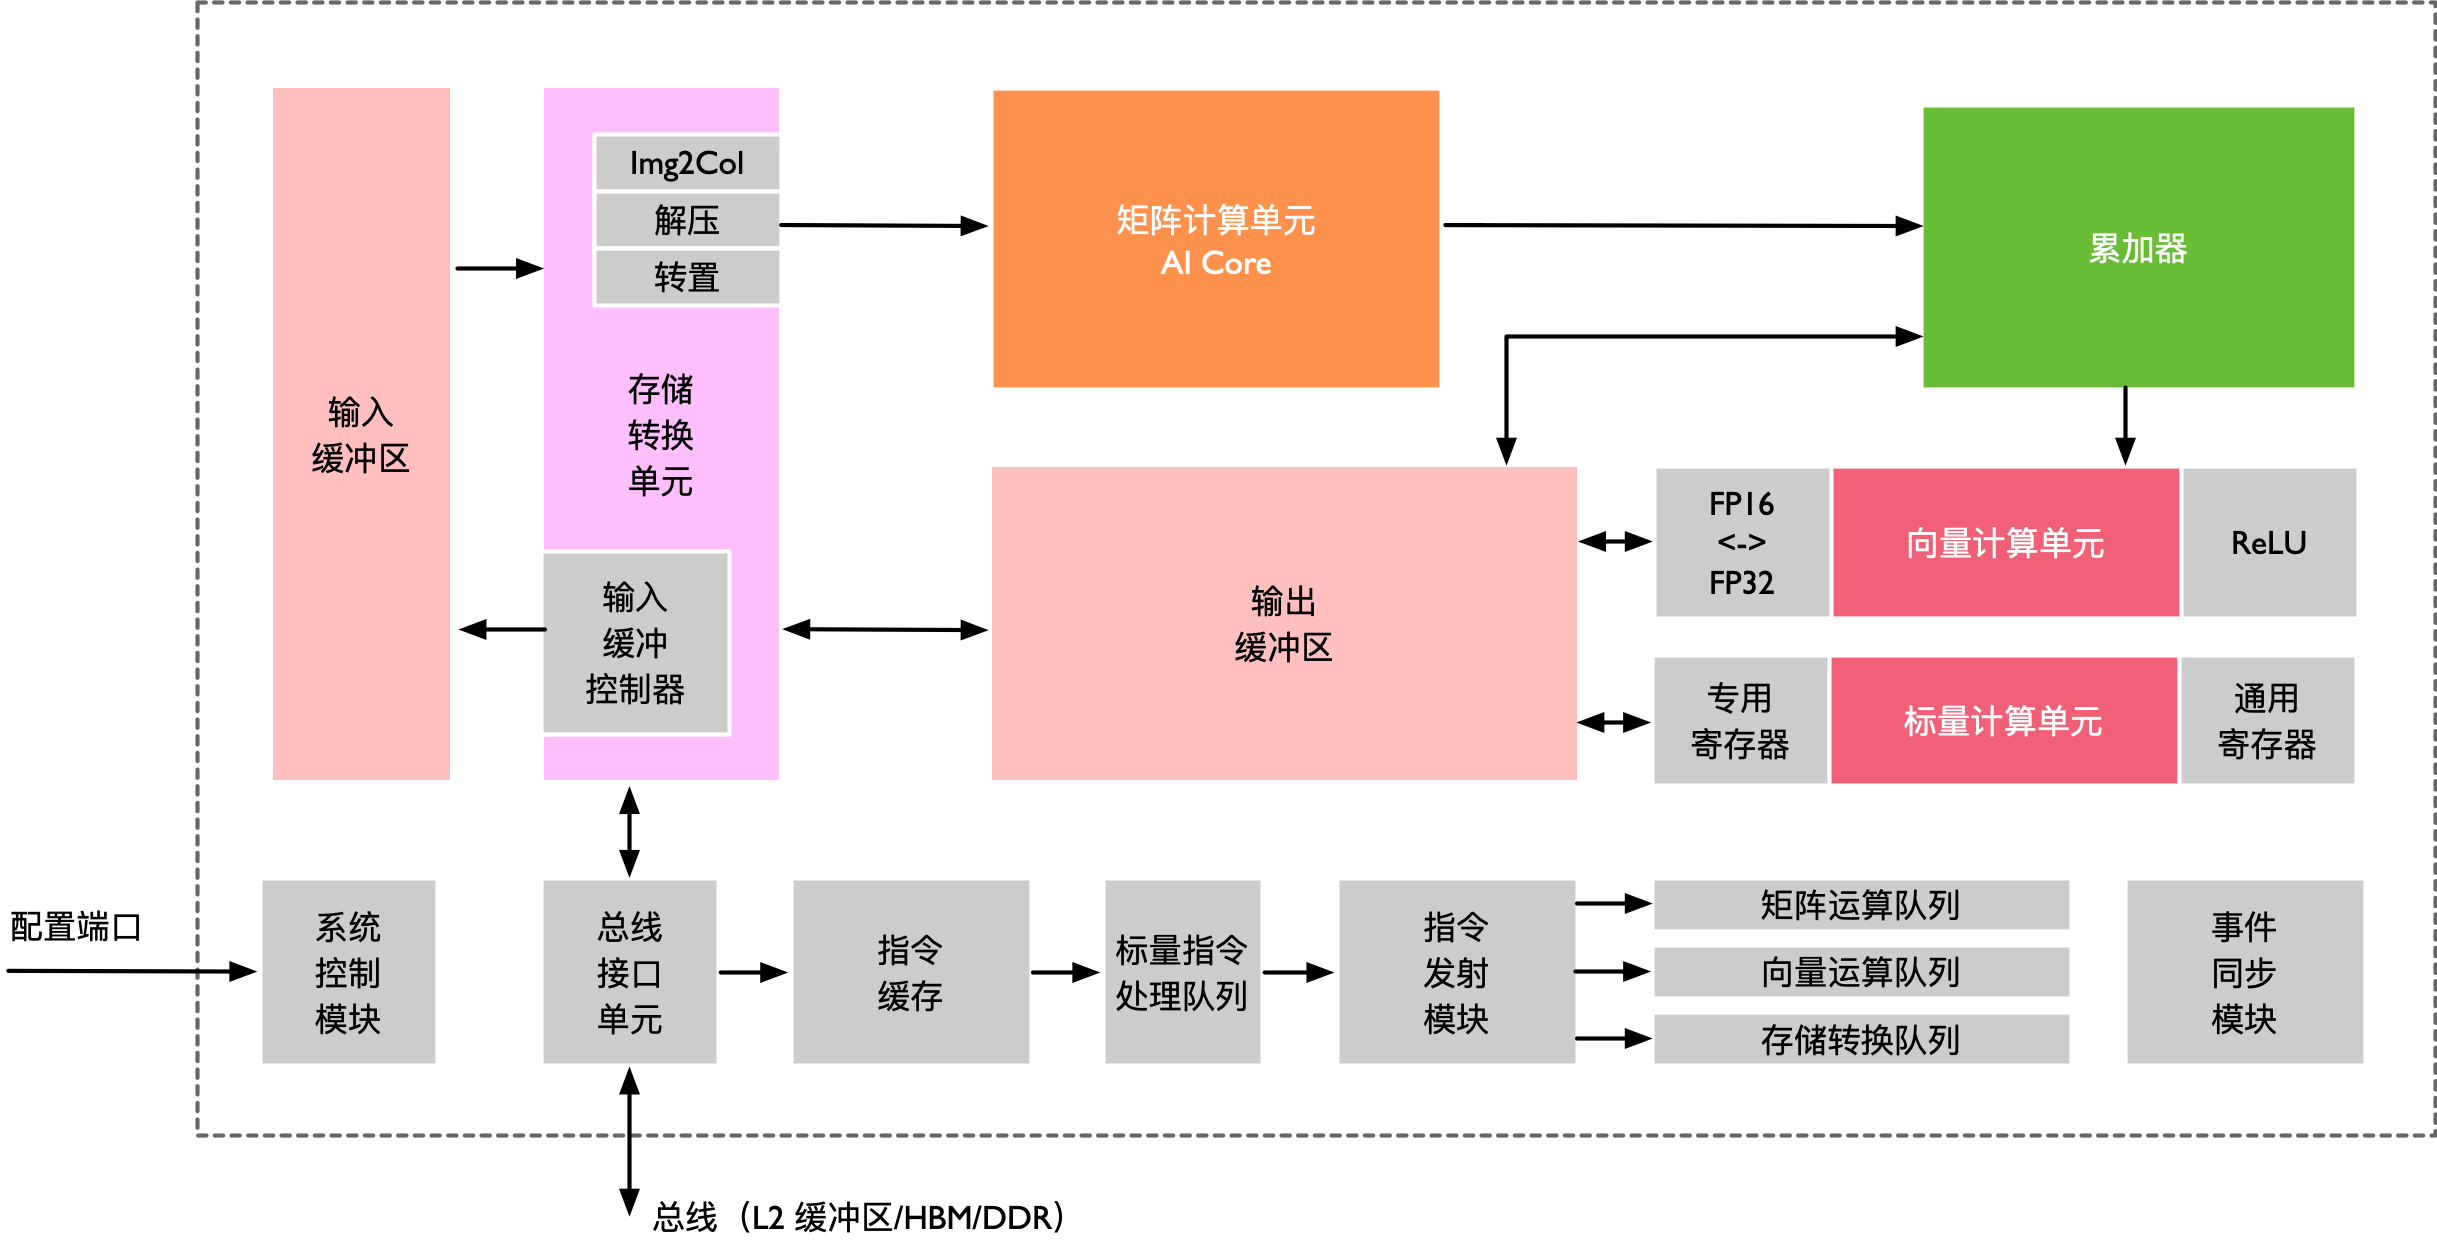 Img2Col
解压
转置
输入
缓冲区
存储
转换
单元
输入
缓冲
控制器
矩阵计算单元
AI Core
累加器
输出
缓冲区
FP16
<->
FP32
向量计算单元
ReLU
专用
寄存器
标量计算单元
通用
寄存器
配置端口
系统
控制
模块
总线
接口
单元
指令
缓存
标量指令
处理队列
指令
发射
模块
矩阵运算队列
向量运算队列
存储转换队列
事件
同步
模块
总线（L2 缓冲区/HBM/DDR）